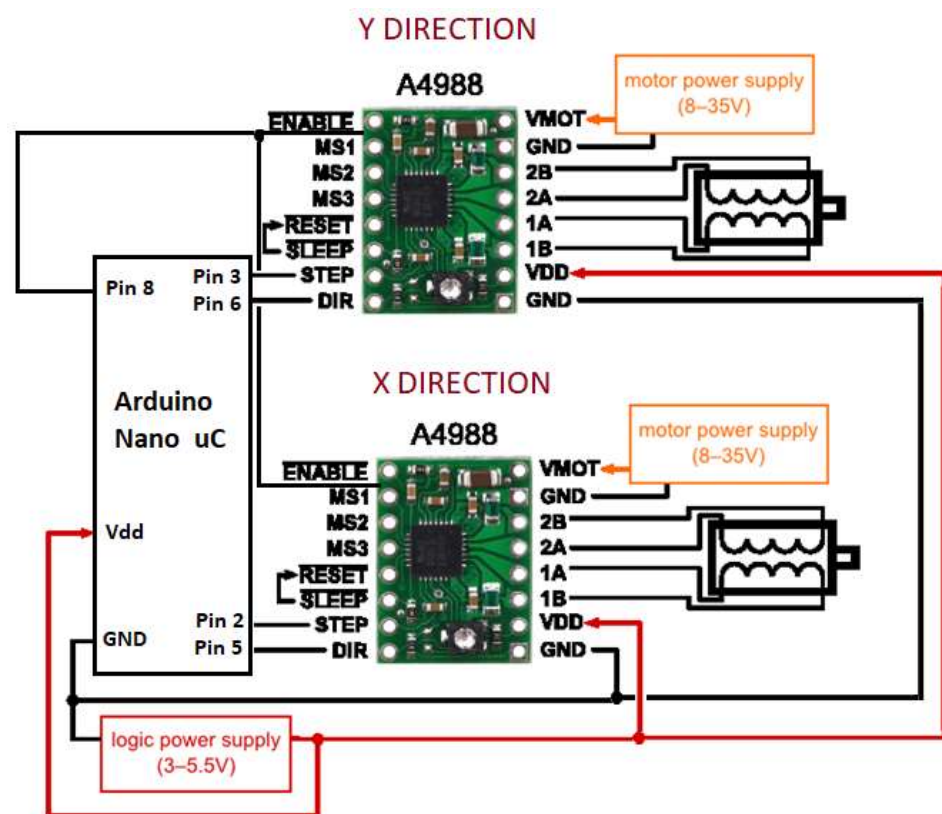 Y DIRECTION
A4988
motor power supply
(8–35V)
ENABLE
MS1
MS2
MS3
RESET
SLEEP
STEP
DIR
VMOT
GND
2B
2A
1A
1B
VDD
GND
Pin 8
Pin 3
Pin 6
Arduino
Nano uC
Vdd
GND
Pin 2
Pin 5
X DIRECTION
A4988
motor power supply
(8–35V)
ENABLE
MS1
MS2
MS3
RESET
SLEEP
STEP
DIR
VMOT
GND
2B
2A
1A
1B
VDD
GND
logic power supply
(3–5.5V)